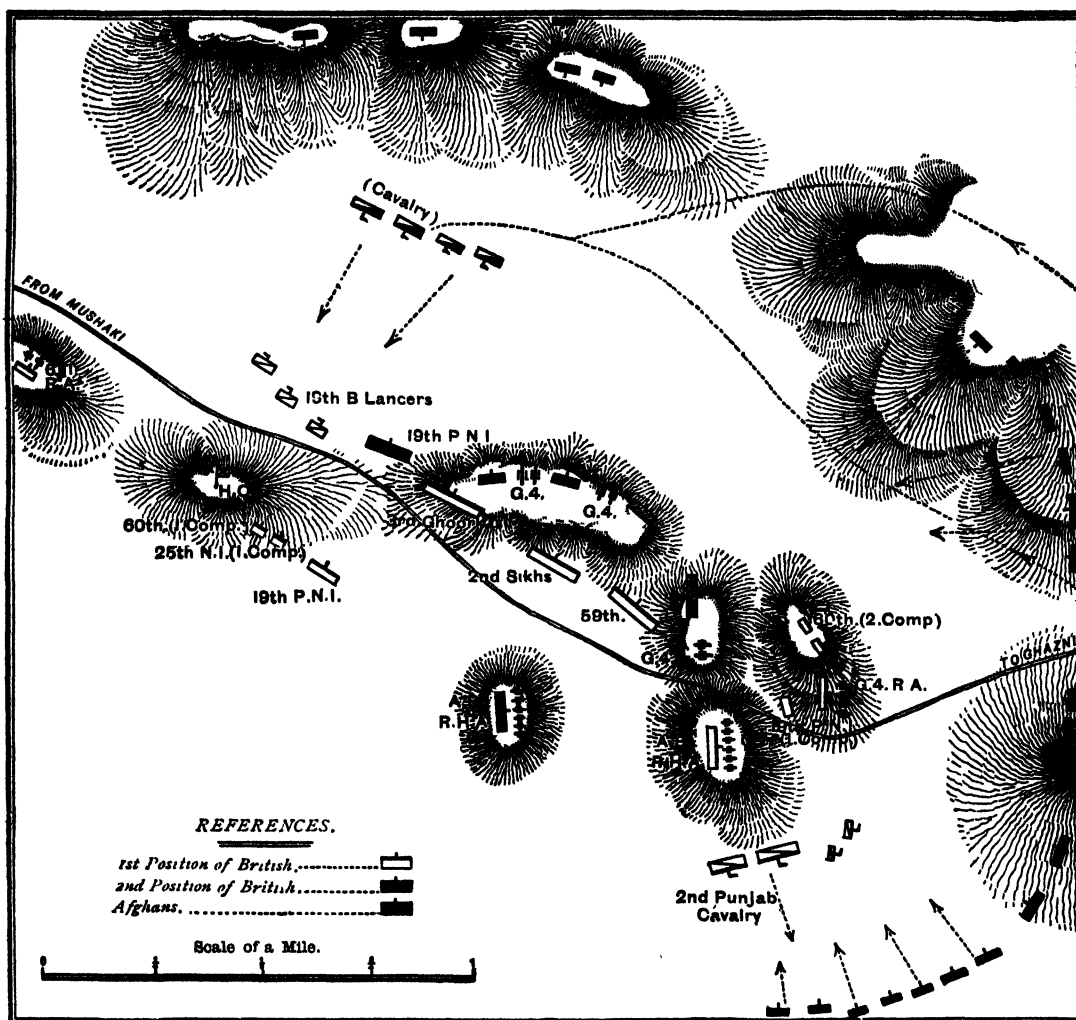 (Cavalry)
FROM MUSHAKI
R.A.
19th B Lancers
19th P N I
H.Q
G.4.
G.4.
3rd Ghoorkas
60th.(1.Comp)
25th N.I.(1.Comp)
2nd Sikhs
19th P.N.I.
59th.
60th.(2.Comp)
G.4
TO GHAZNI
G.4. R A.
A
R.H.A
A
R.H.A
2nd Punjab
Cavalry
REFERENCES.
1st Position of British.
2nd Position of British.
Afghans.
Scale of a Mile.
0
1